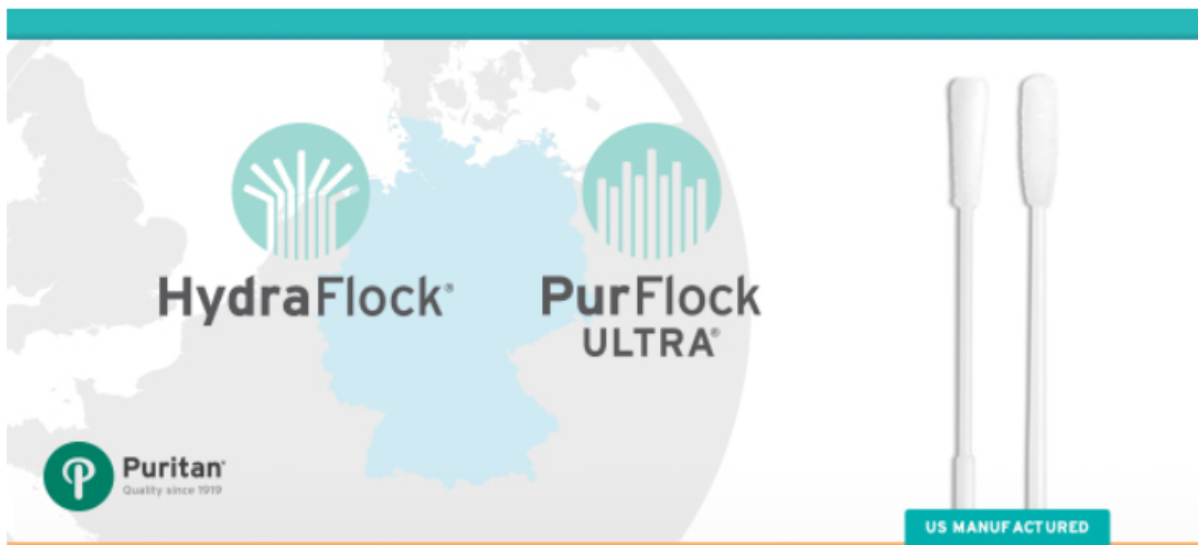 HydraFlock®
PurFlock
ULTRA®
Puritan®
Quality since 1919
US MANUFACTURED